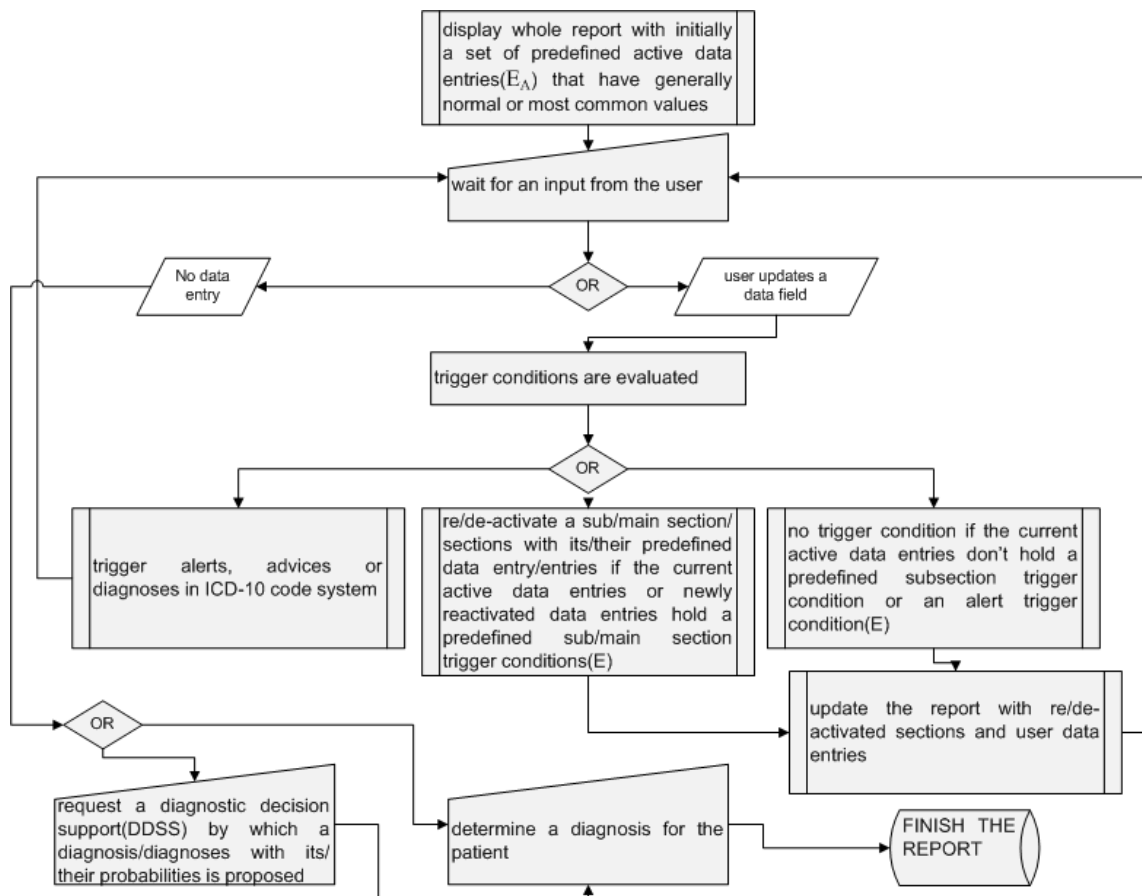 display whole report with initially
a set of predefined active data
entries(E_A) that have generally
normal or most common values
wait for an input from the user
No data
entry
OR
user updates a
data field
trigger conditions are evaluated
OR
trigger alerts, advices or
diagnoses in ICD-10 code system
re/de-activate a sub/main section/
sections with its/their predefined
data entry/entries if the current
active data entries or newly
reactivated data entries hold a
predefined sub/main section
trigger conditions(E)
no trigger condition if the current
active data entries don't hold a
predefined subsection trigger
condition or an alert trigger
condition(E)
update the report with re/de-
activated sections and user data
entries
OR
request a diagnostic decision
support(DDSS) by which a
diagnosis/diagnoses with its/
their probabilities is proposed
determine a diagnosis for the
patient
FINISH THE
REPORT